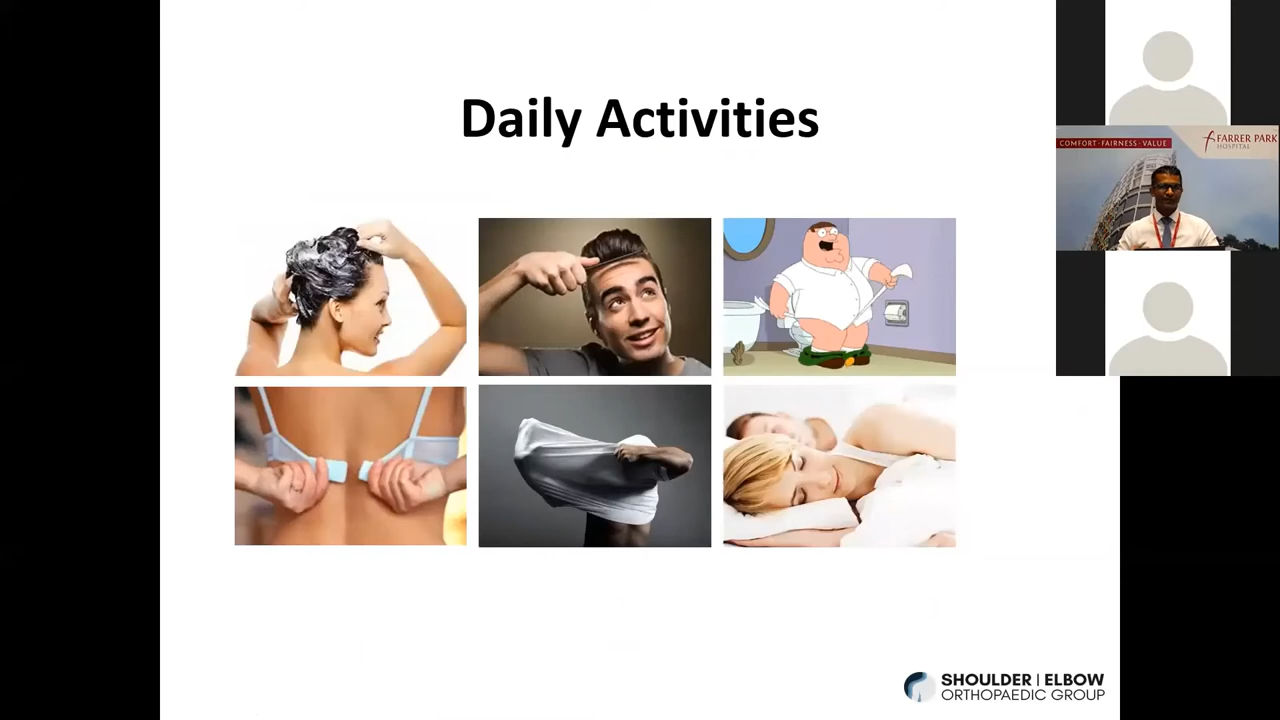 Daily Activities
COMFORT·FAIRNESS·VALUE
FARRER PARK
HOSPITAL
SHOULDER | ELBOW
ORTHOPAEDIC GROUP